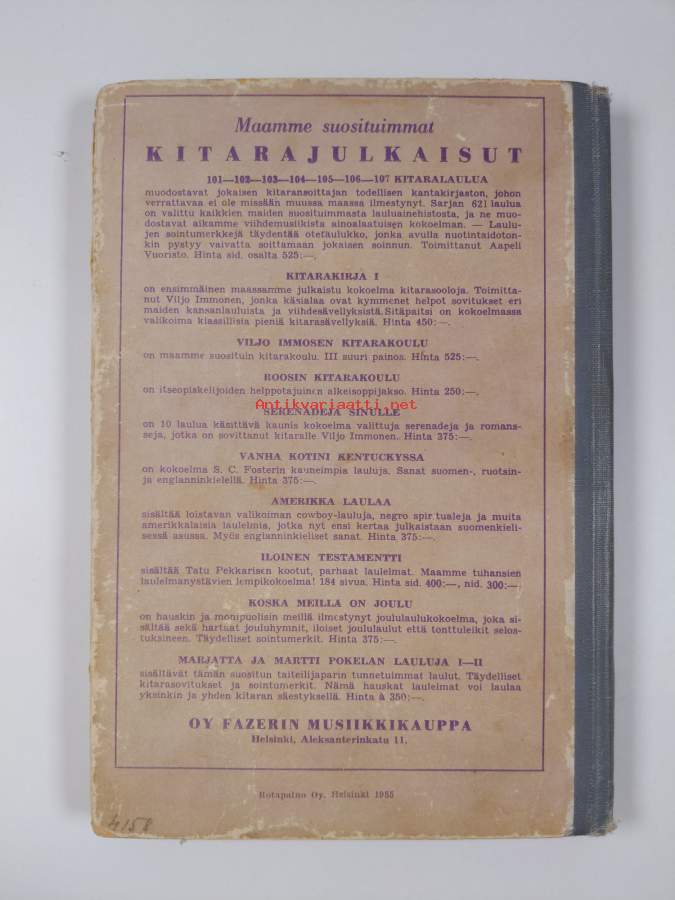 Maamme suosituimmat
KITARAJULKAISUT
101—102—103—104—105—106—107 KITARALAULUA
muodostavat jokaisen kitaransoittajan todellisen kantakirjaston, johon
verrattavaa ei ole missään muussa maassa ilmestynyt. Sarjan 621 laulua
on valittu kaikkien maiden suosituimmasta lauluainehistosta, ja ne muo-
dostavat aikamme viihdemusiikista ainoalaatuisen kokoelman. — Laulu-
jen sointumerkkejä täydentää otetaulukko, jonka avulla nuotintaidoton-
kin pystyy vaivatta soittamaan jokaisen soinnun. Toimittanut Aapeli
Vuoristo. Hinta sid. osalta 525:—.
KITARAKIRJA I
on ensimmäinen maassamme julkaistu kokoelma kitarasooloja. Toimitta-
nut Viljo Immonen, jonka käsialaa ovat kymmenet helpot sovitukset eri
maiden kansanlauluista ja viihdesävellyksistä. Sitäpaitsi on kokoelmassa
valikoima klassillisia pieniä kitarasävellyksiä. Hinta 450:—.
VILJO IMMOSEN KITARAKOULU
on maamme suosituin kitarakoulu. III suuri painos. Hinta 525:—.
ROOSIN KITARAKOULU
on itseopiskelijoiden helppotajuinen alkeisoppijakso. Hinta 250:—.
Antikvariaatti.net
SERENADEJA SINULLE
on 10 laulua käsittävä kaunis kokoelma valittuja serenadeja ja romans-
seja, jotka on sovittanut kitaralle Viljo Immonen. Hinta 375:—.
VANHA KOTINI KENTUCKYSSA
on kokoelma S. C. Fosterin kauneimpia lauluja. Sanat suomen-, ruotsin-
ja englanninkielellä. Hinta 375:—.
AMERIKKA LAULAA
sisältää loistavan valikoiman cowboy-lauluja, negro spirtualeja ja muita
amerikkalaisia laulelmia, jotka nyt ensi kertaa julkaistaan suomenkieli-
sessä asussa. Myös englanninkieliset sanat. Hinta 375:—.
ILOINEN TESTAMENTTI
sisältää Tatu Pekkarisen kootut, parhaat laulelmat. Maamme tuhansien
laulelmanystävien lempikokoelma! 184 sivua. Hinta sid. 400:—, nid. 300:—.
KOSKA MEILLÄ ON JOULU
on hauskin ja monipuolisin meillä ilmestynyt joululaulukokoelma, joka si-
sältää sekä hartaat jouluhymnit, iloiset joululaulut että tonttuleikit selos-
tuksineen. Täydelliset sointumerkit. Hinta 375:—.
MARJATTA JA MARTTI POKELAN LAULUJA I—II
sisältävät tämän suositun taiteilijaparin tunnetuimmat laulut. Täydelliset
kitarasovitukset ja sointumerkit. Nämä hauskat laulelmat voi laulaa
yksinkin ja yhden kitaran säestyksellä. Hinta à 350:—.
OY FAZERIN MUSIIKKIKAUPPA
Helsinki, Aleksanterinkatu 11.
Rotapaino Oy, Helsinki 1955
4158